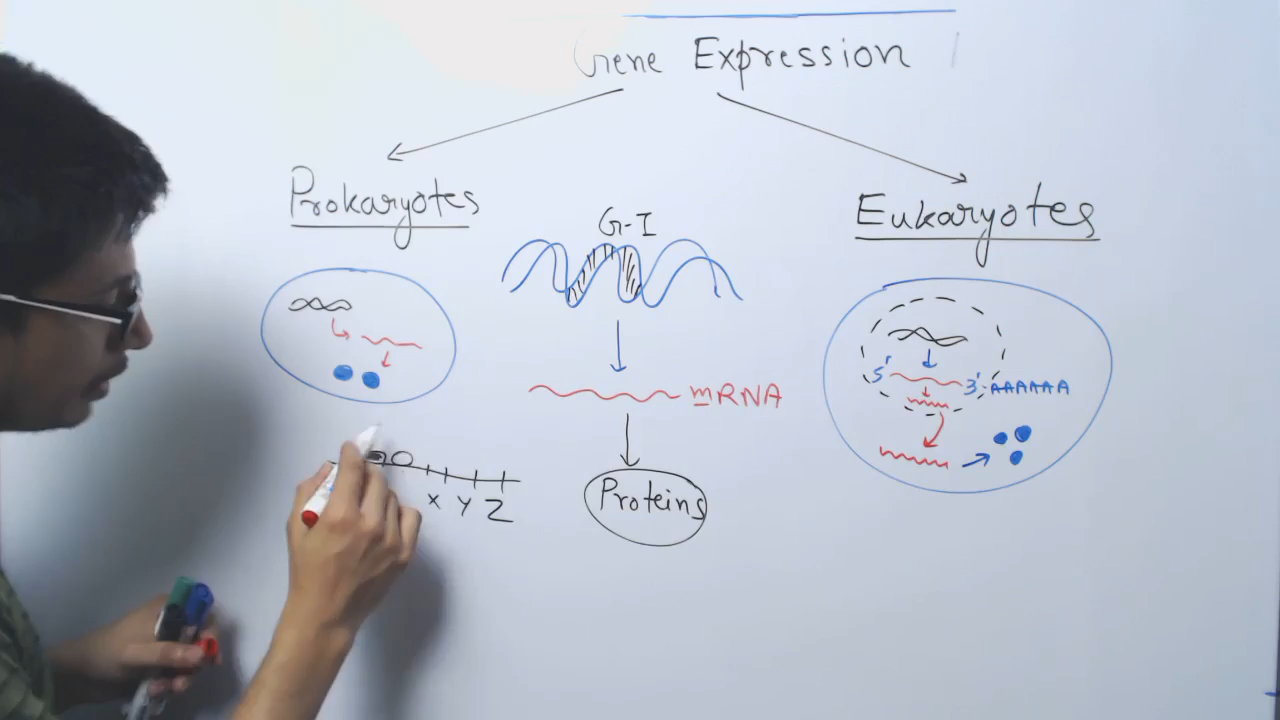 Gene Expression
Prokaryotes
Eukaryotes
G-I
5'
3'-AAAAAA
mRNA
X Y Z
Proteins